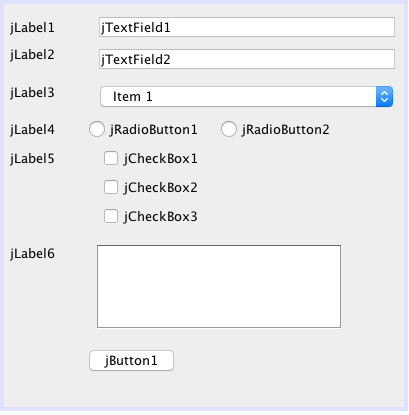 jLabel1 jTextField1
jLabel2 jTextField2
jLabel3 Item 1
jLabel4 jRadioButton1 jRadioButton2
jLabel5 jCheckBox1
jCheckBox2
jCheckBox3
jLabel6
jButton1